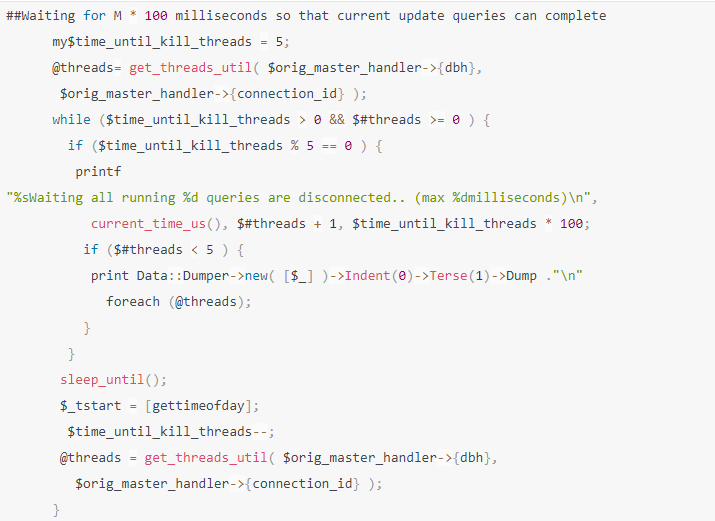 ##Waiting for M * 100 milliseconds so that current update queries can complete
my$time_until_kill_threads = 5;
@threads= get_threads_util( $orig_master_handler->{dbh},
$orig_master_handler->{connection_id} );
while ($time_until_kill_threads > 0 && $#threads >= 0 ) {
if ($time_until_kill_threads % 5 == 0 ) {
printf
"%sWaiting all running %d queries are disconnected.. (max %dmilliseconds)\n",
current_time_us(), $#threads + 1, $time_until_kill_threads * 100;
if ($#threads < 5 ) {
print Data::Dumper->new( [$_] )->Indent(0)->Terse(1)->Dump ."\n"
foreach (@threads);
}
}
sleep_until();
$_tstart = [gettimeofday];
$time_until_kill_threads--;
@threads = get_threads_util( $orig_master_handler->{dbh},
$orig_master_handler->{connection_id} );
}